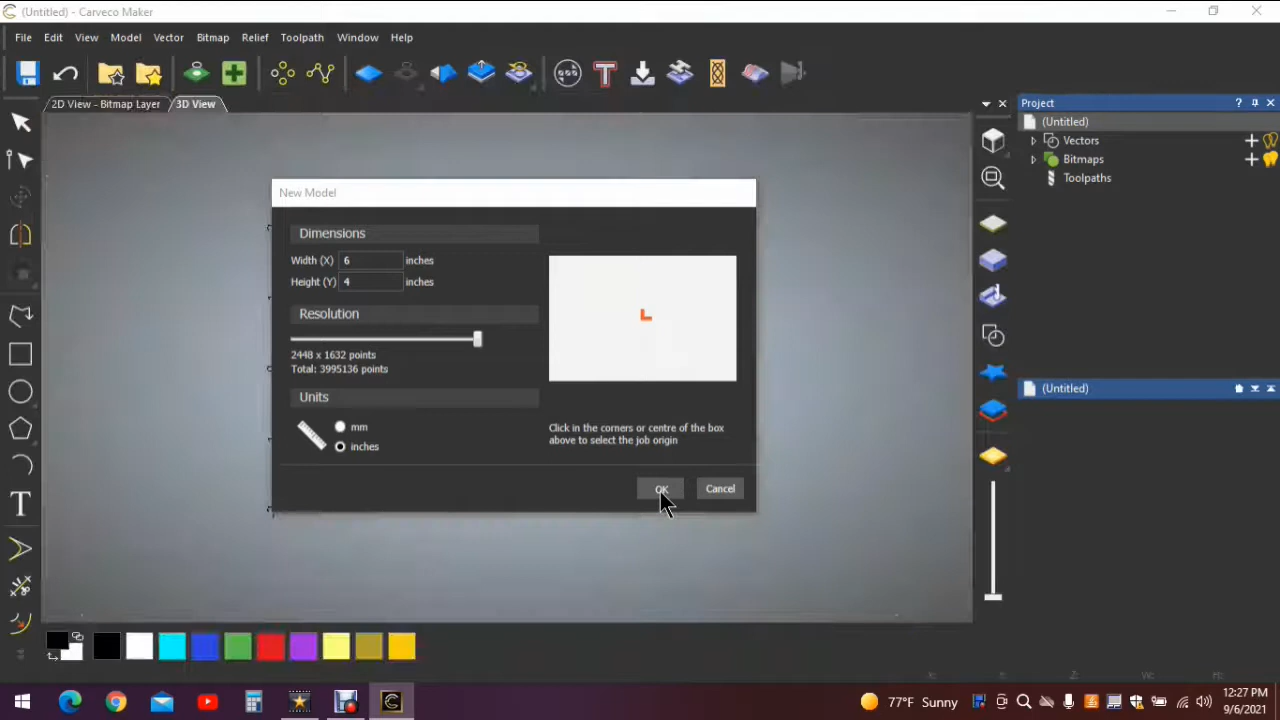 (Untitled) - Carveco Maker
File Edit View Model Vector Bitmap Relief Toolpath Window Help
2D View - Bitmap Layer 3D View
Project
(Untitled)
Vectors
Bitmaps
Toolpaths
New Model
Dimensions
Width (X) 6 inches
Height (Y) 4 inches
Resolution
2448 x 1632 points
Total: 3995136 points
Units
mm
inches
Click in the corners or centre of the box
above to select the job origin
OK Cancel
(Untitled)
X: Y: Z: W: H:
77°F Sunny
12:27 PM
9/6/2021